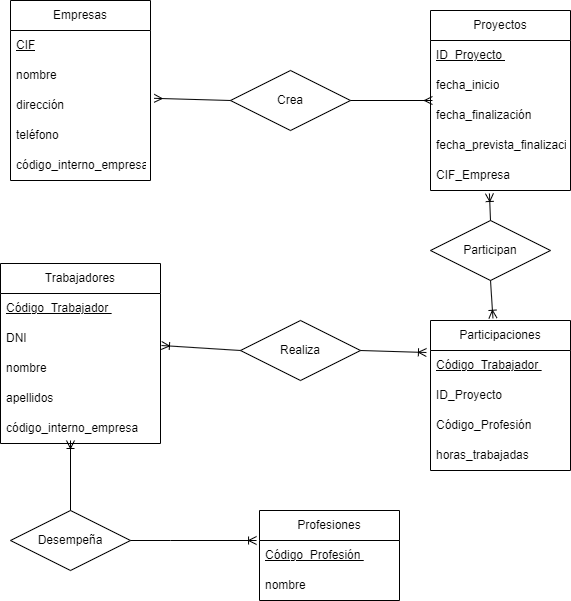 Empresas
CIF
nombre
dirección
teléfono
código_interno_empresa
Crea
Proyectos
ID_Proyecto
fecha_inicio
fecha_finalización
fecha_prevista_finalizaci
CIF_Empresa
Participan
Trabajadores
Código_Trabajador
DNI
nombre
apellidos
código_interno_empresa
Realiza
Participaciones
Código_Trabajador
ID_Proyecto
Código_Profesión
horas_trabajadas
Desempeña
Profesiones
Código_Profesión
nombre